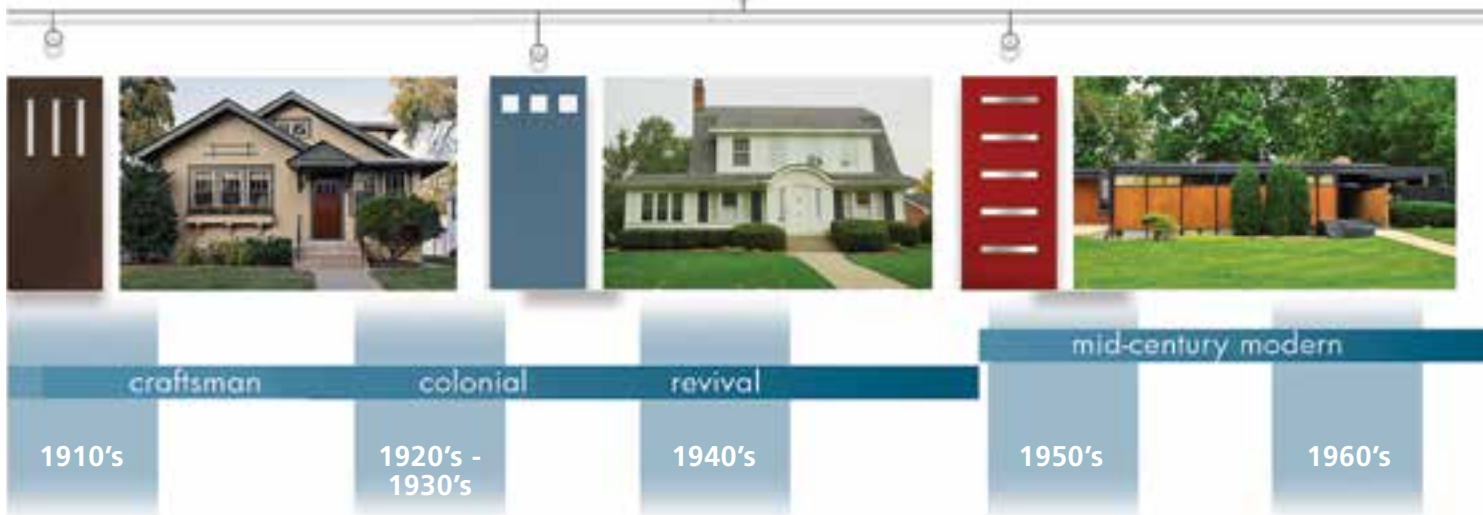 mid-century modern
craftsman colonial revival
1910's
1920's -
1930's
1940's
1950's
1960's